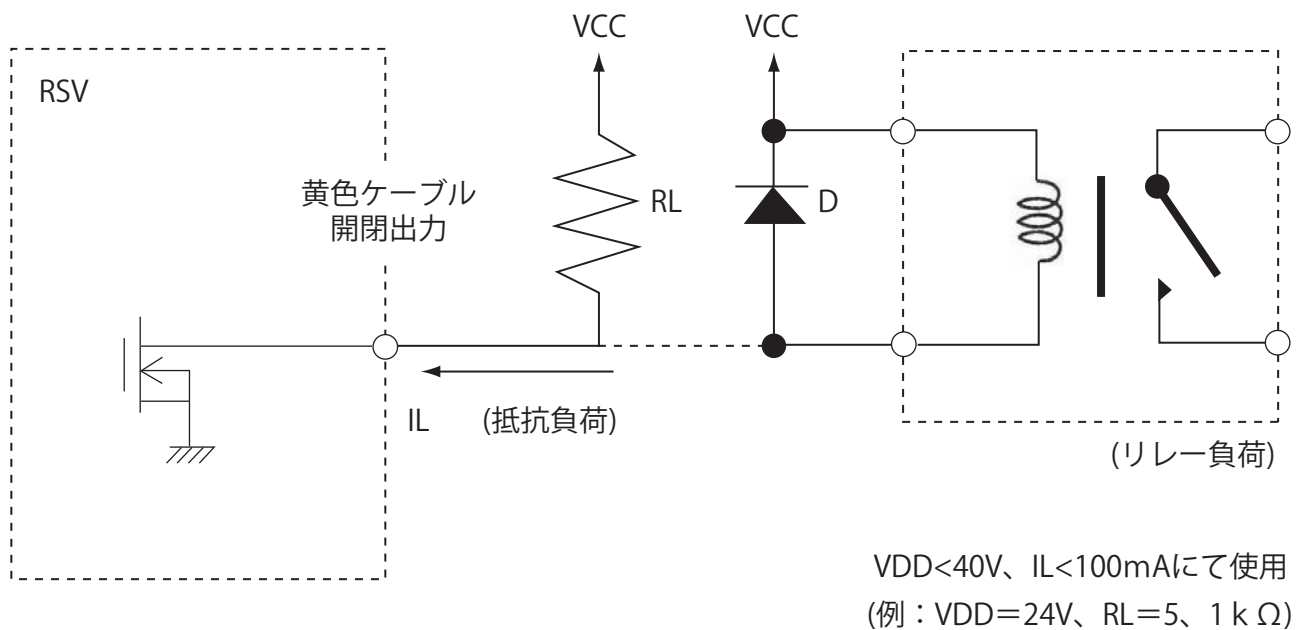 VCC
VCC
RSV
黄色ケーブル
開閉出力
RL
D
IL
(抵抗負荷)
(リレー負荷)
VDD<40V、IL<100mAにて使用
(例：VDD＝24V、RL＝5、1ｋΩ)